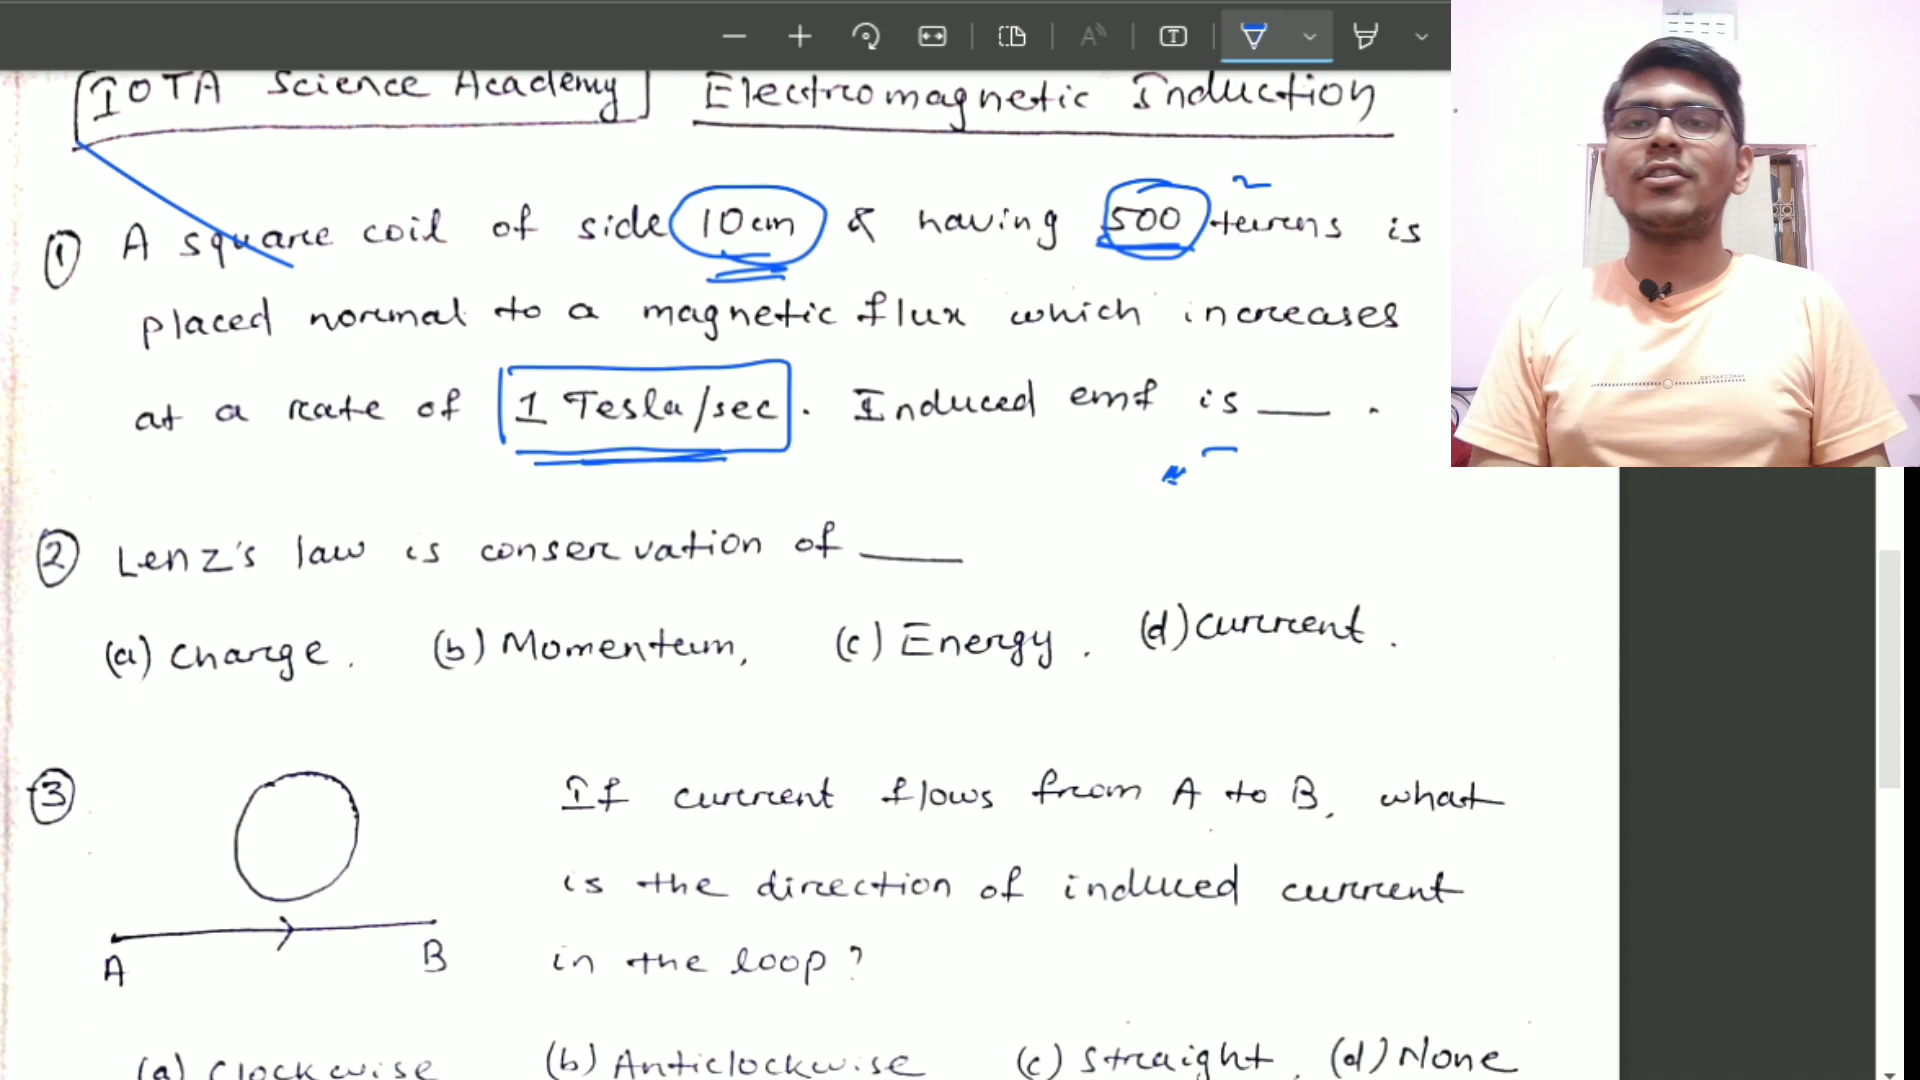 IOTA Science Academy Electromagnetic Induction
① A square coil of side 10cm & having 500 turns is
placed normal to a magnetic flux which increases
at a rate of 1 Tesla/sec. Induced emf is ___ .
② Lenz's law is conservation of ___
(a) charge. (b) Momentum, (c) Energy. (d) current.
③ If current flows from A to B, what
is the direction of induced current
A B
in the loop?
(a) Clockwise (b) Anticlockwise (c) Straight. (d) None